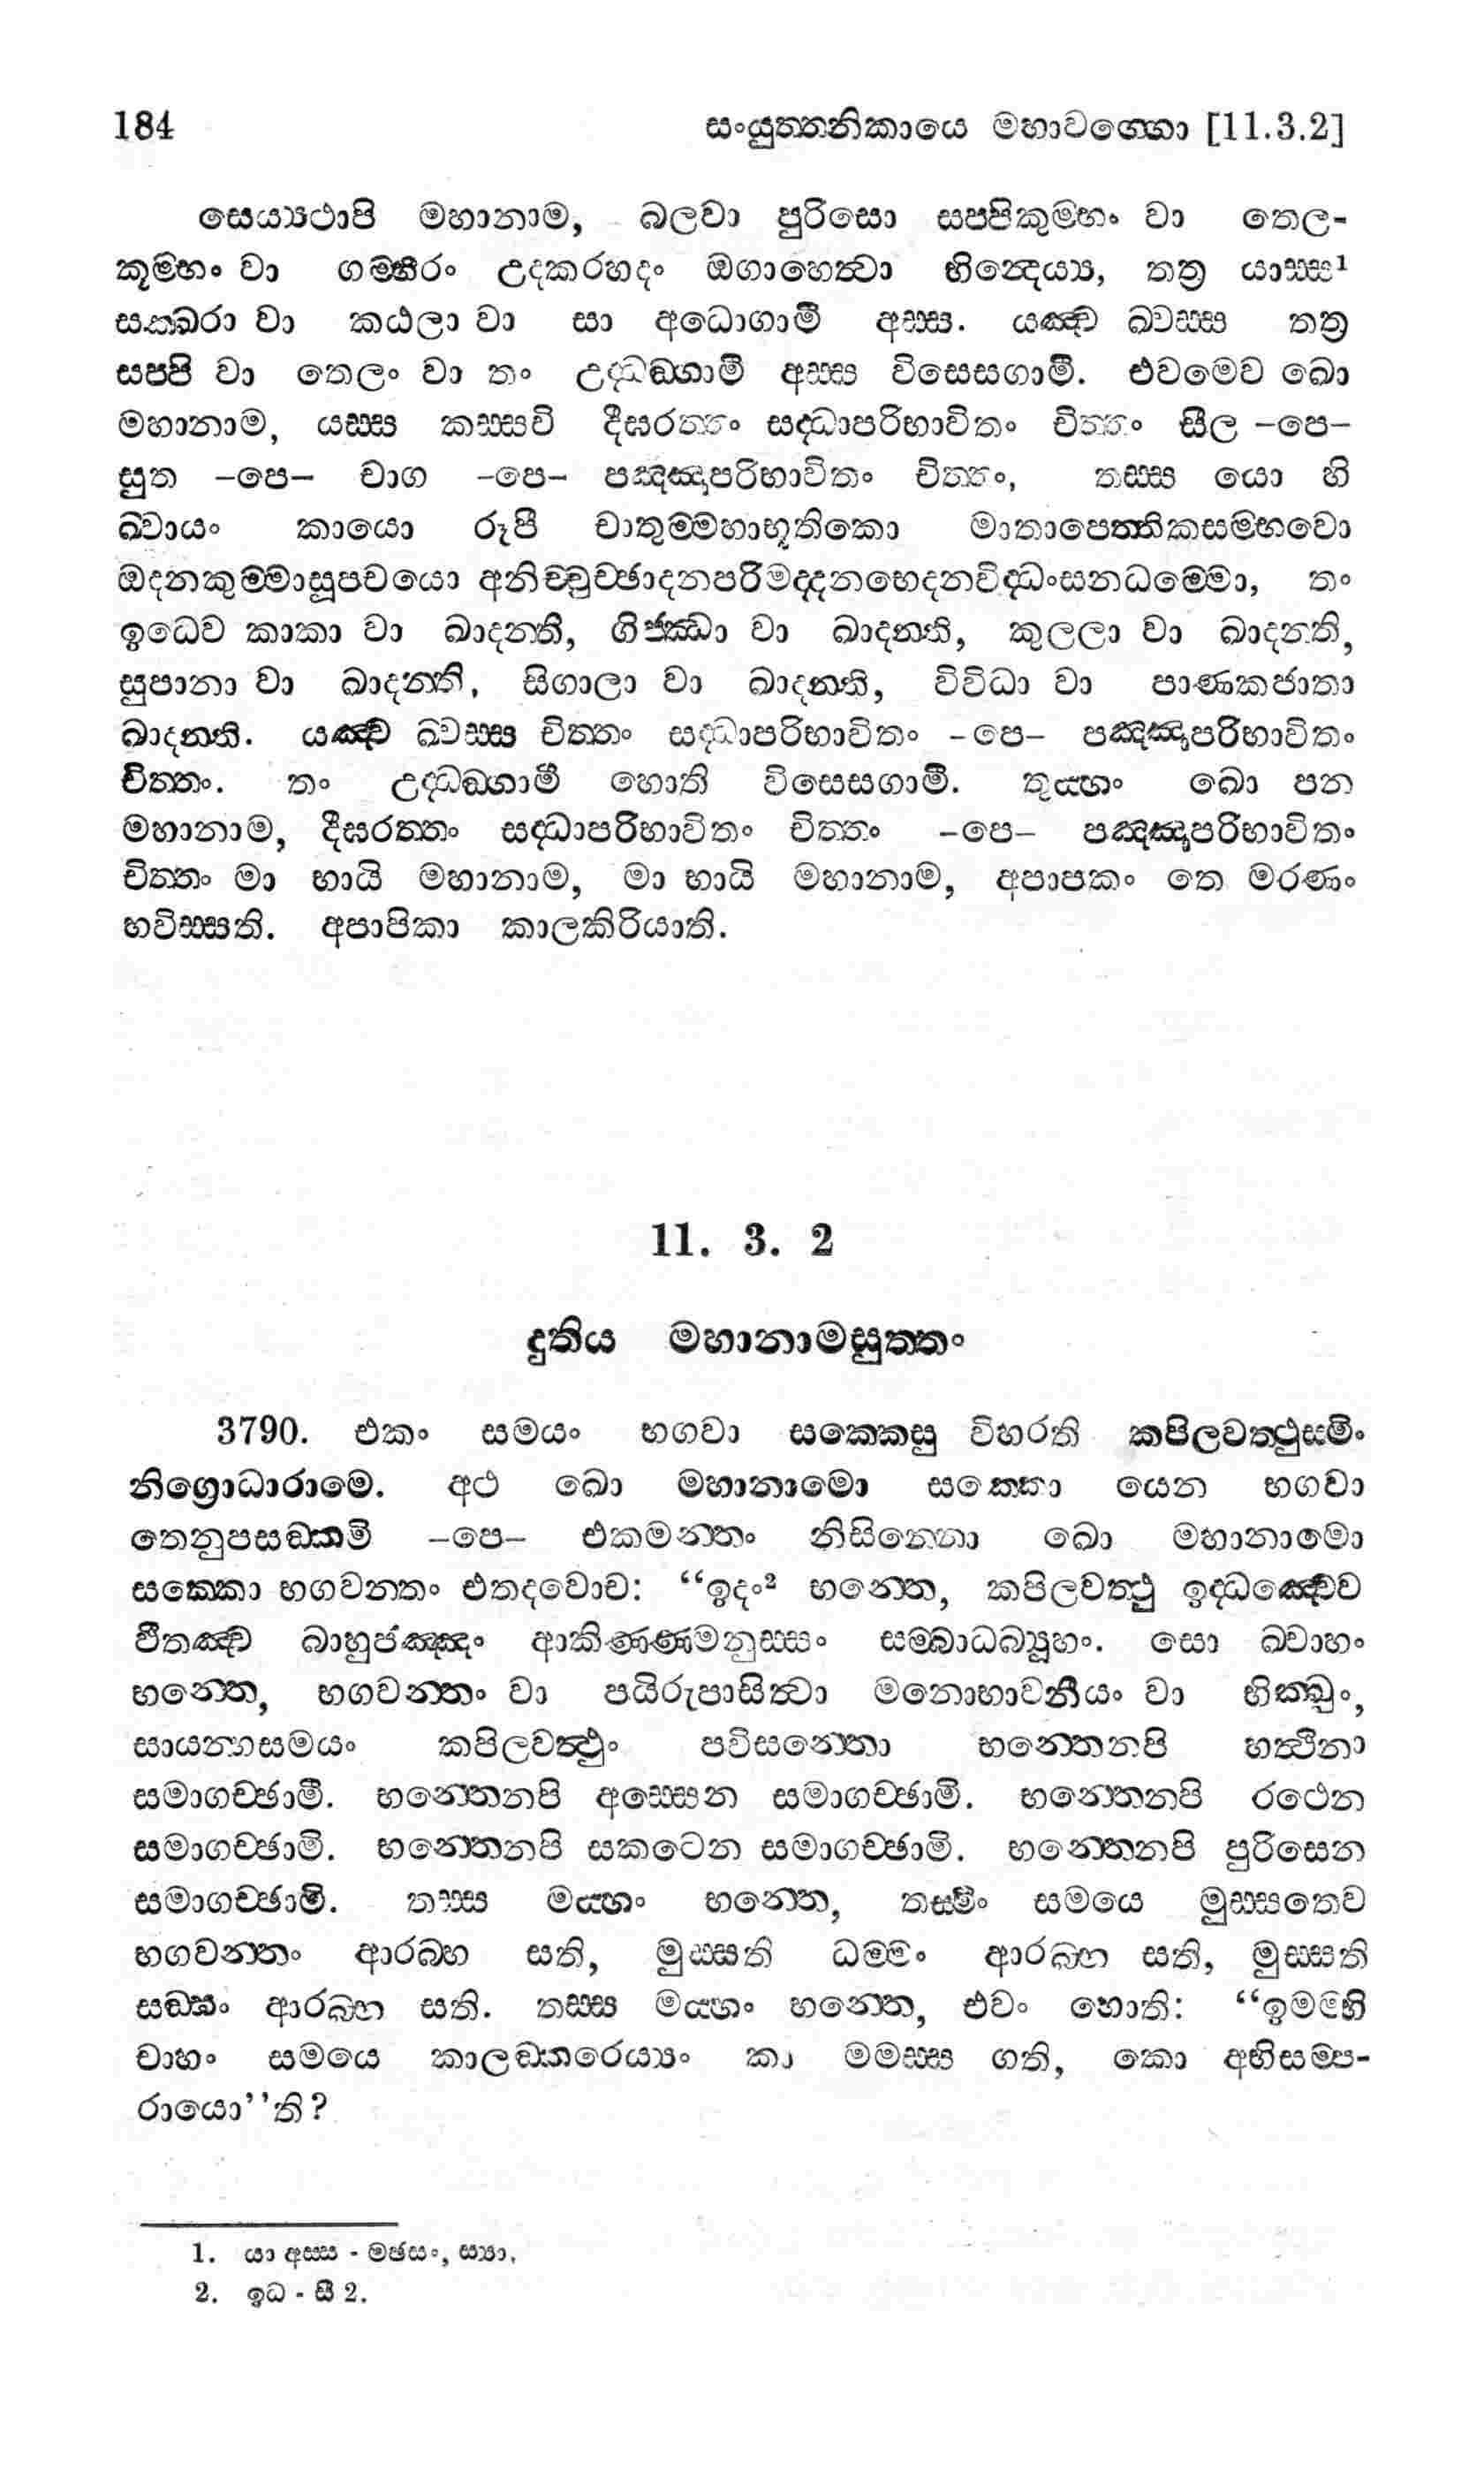 184 සංයුත්තනිකායෙ මහාවග්ගො [11.3.2]
සෙය්‍යථාපි මහානාම, බලවා පුරිසො සප්පිකුම්භං වා තෙල-
කූම්භං වා ගම්භීරං උදකරහදං ඔගාහෙත්‍වා භින්‍දෙය්‍ය, තත්‍ර යාස්ස¹
සක්ඛරා වා කඨලා වා සා අධොගාමී අස්ස. යඤ්ච ඛ්වස්ස තත්‍ර
සප්පි වා තෙලං වා තං උද්ධඞ්ගාමී අස්ස විසෙසගාමී. එවමෙව ඛො
මහානාම, යස්ස කස්සචි දීඝරත්තං සද්ධාපරිභාවිතං චිත්තං සීල –පෙ–
සුත –පෙ– චාග –පෙ– පඤ්ඤාපරිභාවිතං චිත්තං, තස්ස යො හි
ඛ්වායං කායො රූපී චාතුම්මහාභූතිකො මාතාපෙත්තිකසම්භවො
ඔදනකුම්මාසූපචයො අනිච්චුච්ඡාදනපරිමද්දනභෙදනවිද්ධංසනධම්මො, තං
ඉධෙව කාකා වා ඛාදන්ති, ගිජ්ඣා වා ඛාදන්ති, කුලලා වා ඛාදන්ති,
සුපානා වා ඛාදන්ති, සිගාලා වා ඛාදන්ති, විවිධා වා පාණකජාතා
ඛාදන්ති. යඤ්ච ඛ්වස්ස චිත්තං සද්ධාපරිභාවිතං –පෙ– පඤ්ඤාපරිභාවිතං
චිත්තං. තං උද්ධඞ්ගාමී හොති විසෙසගාමී. තුය්හං ඛො පන
මහානාම, දීඝරත්තං සද්ධාපරිභාවිතං චිත්තං –පෙ– පඤ්ඤාපරිභාවිතං
චිත්තං මා භායි මහානාම, මා භායි මහානාම, අපාපකං තෙ මරණං
භවිස්සති. අපාපිකා කාලකිරියාති.
11. 3. 2
දුතිය මහානාමසුත්තං
3790. එකං සමයං භගවා සක්කෙසු විහරති කපිලවත්‍ථුස්මිං
නිග්‍රොධාරාමෙ. අථ ඛො මහානාමො සක්කො යෙන භගවා
තෙනුපසඞ්කමි –පෙ– එකමන්තං නිසින්නො ඛො මහානාමො
සක්කො භගවන්තං එතදවොච: “ඉදං² භන්තෙ, කපිලවත්‍ථු ඉද්ධඤ්චෙව
ඵීතඤ්ච බාහුජඤ්ඤං ආකිණ්ණමනුස්සං සම්බාධබ්‍යූහං. සො ඛ්වාහං
භන්තෙ, භගවන්තං වා පයිරුපාසිත්‍වා මනොභාවනීයං වා භික්ඛුං,
සායන්හසමයං කපිලවත්‍ථුං පවිසන්තො භන්තෙනපි හත්‍ථිනා
සමාගච්ඡාමී. භන්තෙනපි අස්සෙන සමාගච්ඡාමි. භන්තෙනපි රථෙන
සමාගච්ඡාමි. භන්තෙනපි සකටෙන සමාගච්ඡාමි. භන්තෙනපි පුරිසෙන
සමාගච්ඡාමි. තස්ස මය්හං භන්තෙ, තස්මිං සමයෙ මුස්සතෙව
භගවන්තං ආරබ්භ සති, මුස්සති ධම්මං ආරබ්භ සති, මුස්සති
සඞ්ඝං ආරබ්භ සති. තස්ස මය්හං භන්තෙ, එවං හොති: “ඉමම්හි
චාහං සමයෙ කාලඞ්කරෙය්‍යං කා මමස්ස ගති, කො අභිසම්ප-
රායො’’ති?
1. යා අස්ස - මඡසං, ස්‍යා,
2. ඉධ - සී 2.